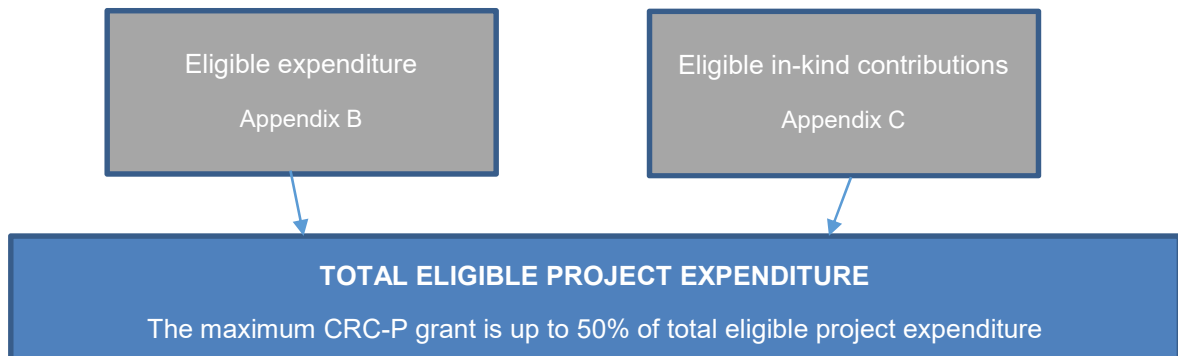 Eligible expenditure
Appendix B
Eligible in-kind contributions
Appendix C
TOTAL ELIGIBLE PROJECT EXPENDITURE
The maximum CRC-P grant is up to 50% of total eligible project expenditure